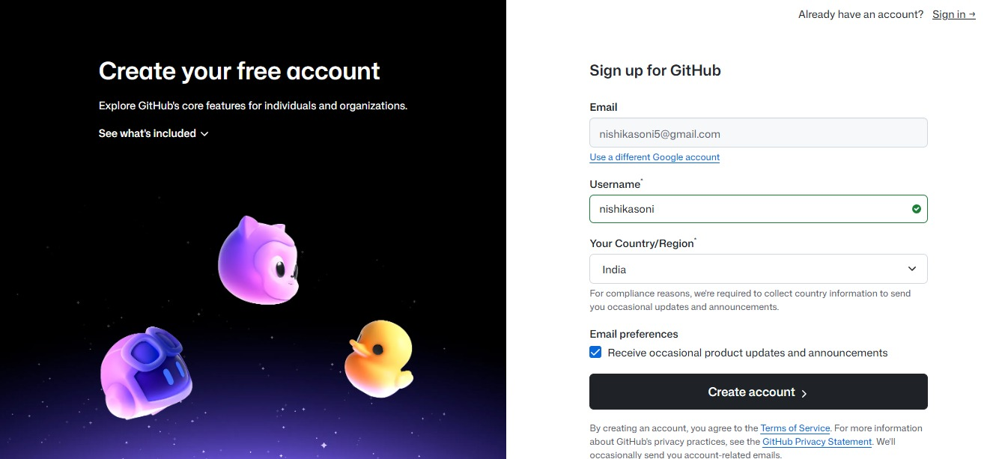 Already have an account? Sign in →
Create your free account
Explore GitHub's core features for individuals and organizations.
See what's included
Sign up for GitHub
Email
nishikasoni5@gmail.com
Use a different Google account
Username*
nishikasoni
Your Country/Region*
India
For compliance reasons, we're required to collect country information to send
you occasional updates and announcements.
Email preferences
Receive occasional product updates and announcements
Create account
By creating an account, you agree to the Terms of Service. For more information
about GitHub's privacy practices, see the GitHub Privacy Statement. We'll
occasionally send you account-related emails.